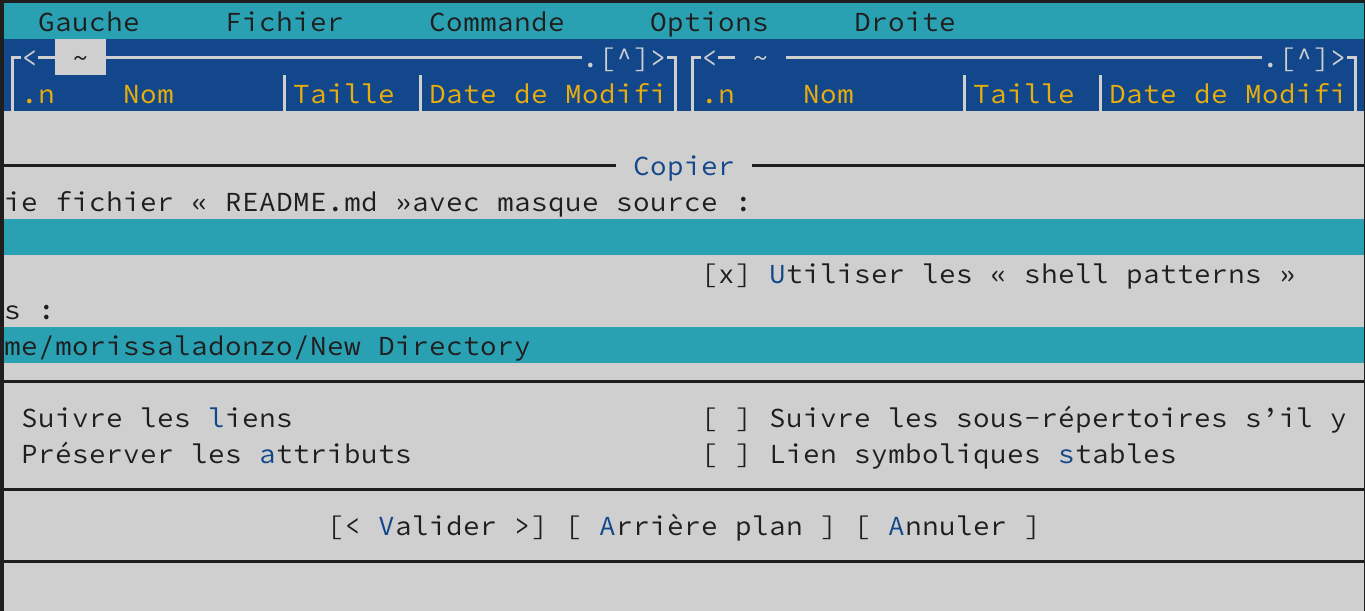 Gauche Fichier Commande Options Droite
<─ ~ ─.[^]> <─ ~ ─.[^]>
.n Nom Taille Date de Modifi .n Nom Taille Date de Modifi
Copier
ie fichier « README.md »avec masque source :
[x] Utiliser les « shell patterns »
s :
me/morissaladonzo/New Directory
Suivre les liens [ ] Suivre les sous-répertoires s’il y
Préserver les attributs [ ] Lien symboliques stables
[< Valider >] [ Arrière plan ] [ Annuler ]